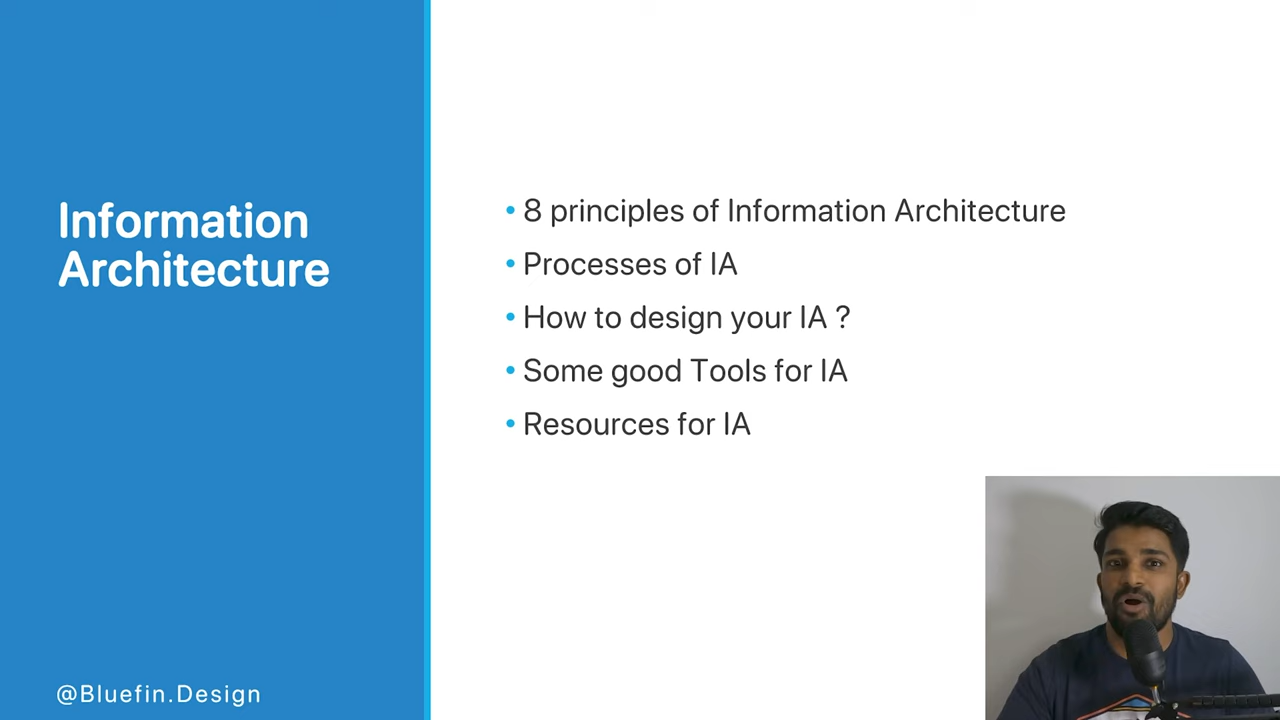 Information
Architecture
• 8 principles of Information Architecture
• Processes of IA
• How to design your IA ?
• Some good Tools for IA
• Resources for IA
@Bluefin.Design